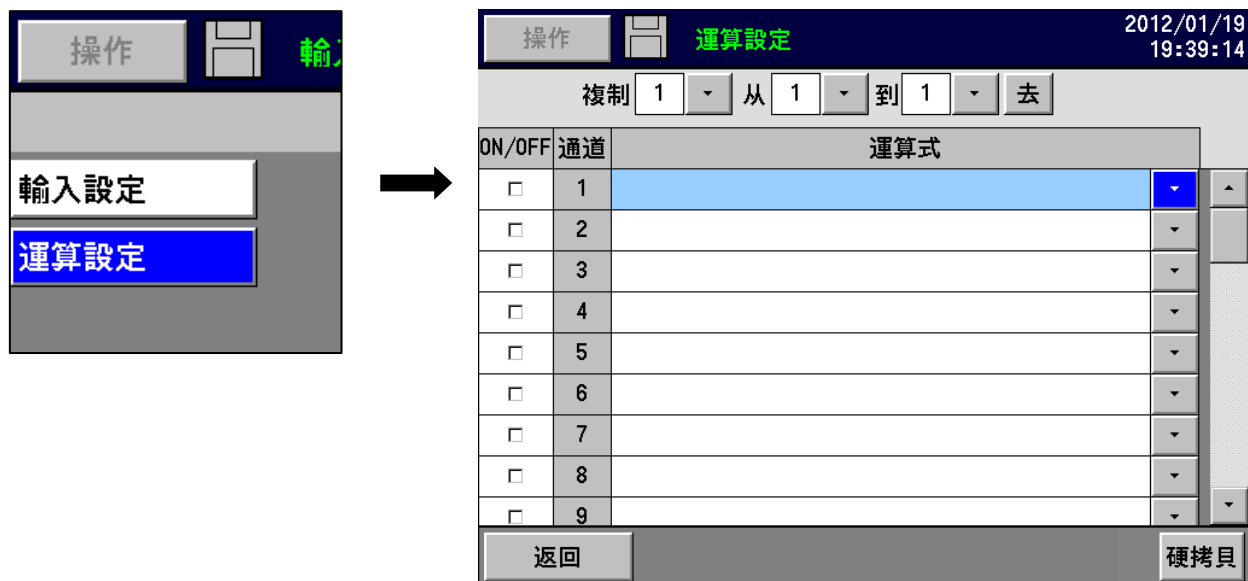 操作 輸入
輸入設定
運算設定
操作 運算設定 2012/01/19
19:39:14
複制 1 从 1 到 1 去
ON/OFF 通道 運算式
1
2
3
4
5
6
7
8
9
返回 硬拷貝